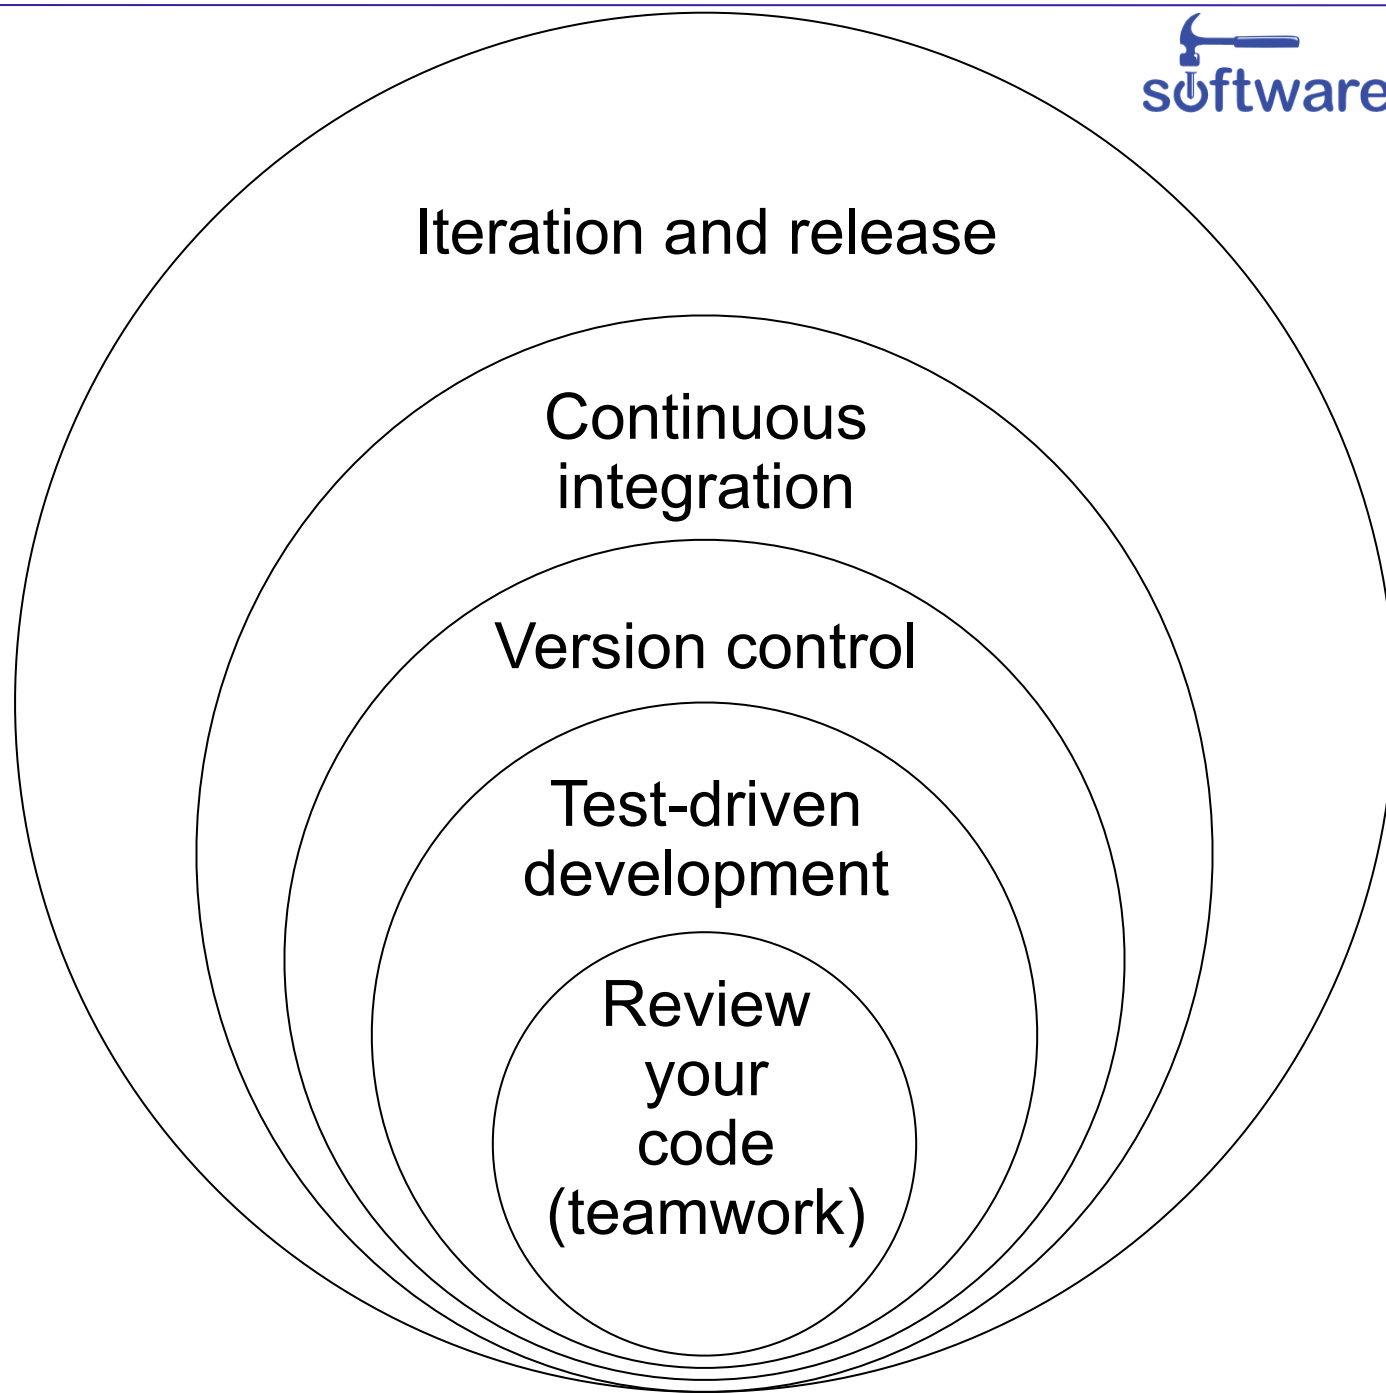 software
Iteration and release
Continuous
integration
Version control
Test-driven
development
Review
your
code
(teamwork)